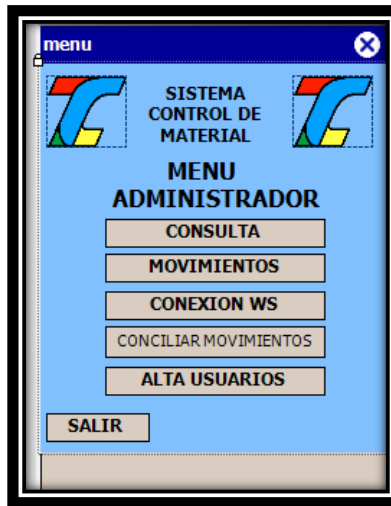 menu
SISTEMA
CONTROL DE
MATERIAL
MENU
ADMINISTRADOR
CONSULTA
MOVIMIENTOS
CONEXION WS
CONCILIAR MOVIMIENTOS
ALTA USUARIOS
SALIR